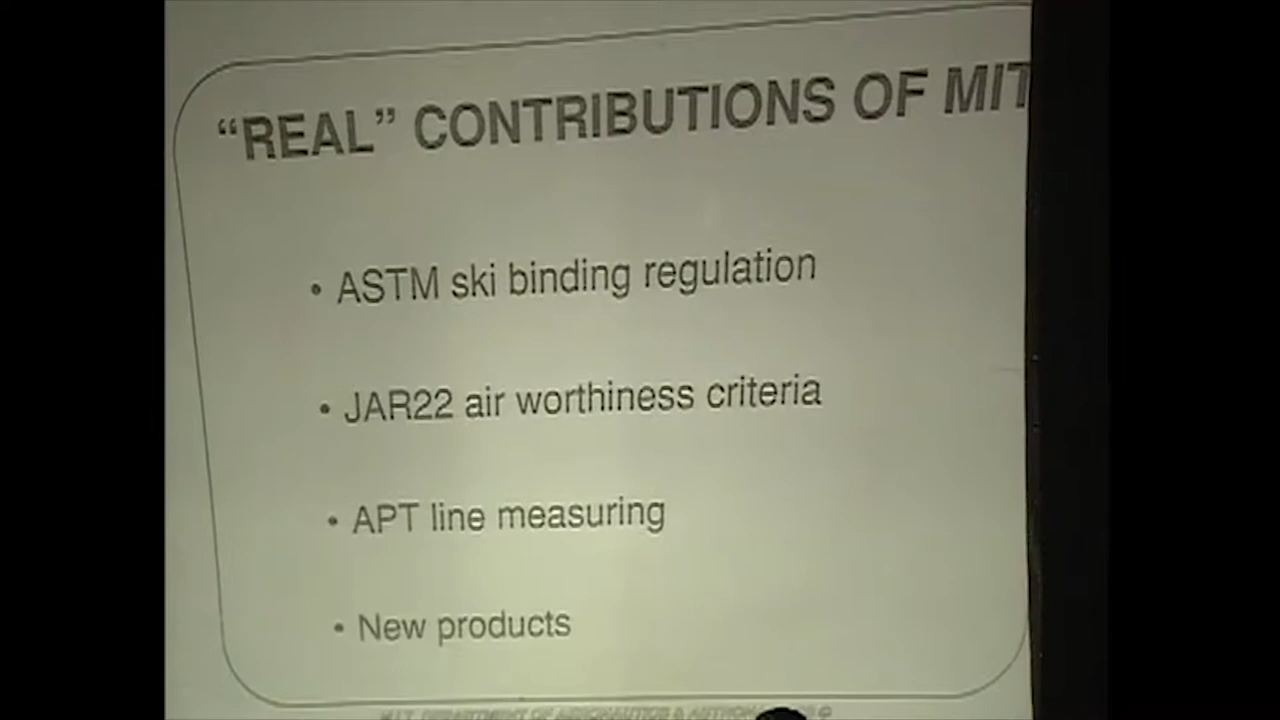 “REAL” CONTRIBUTIONS OF MIT
• ASTM ski binding regulation
• JAR22 air worthiness criteria
• APT line measuring
• New products